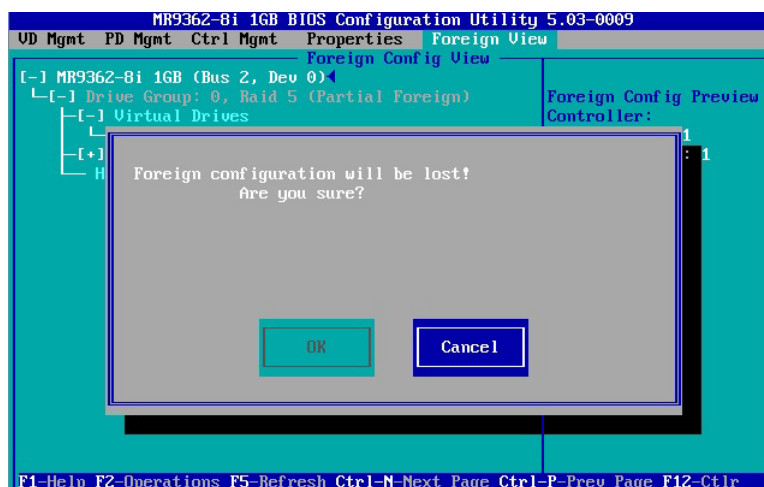 MR9362-8i 1GB BIOS Configuration Utility 5.03-0009
VD Mgmt PD Mgmt Ctrl Mgmt Properties Foreign View
Foreign Config View
[-] MR9362-8i 1GB (Bus 2, Dev 0)
[-] Drive Group: 0, Raid 5 (Partial Foreign)
Foreign Config Preview
[-] Virtual Drives
Controller:
1
[+]
: 1
H
Foreign configuration will be lost!
Are you sure?
OK
Cancel
F1-Help F2-Operations F5-Refresh Ctrl-N-Next Page Ctrl-P-Prev Page F12-Ctlr